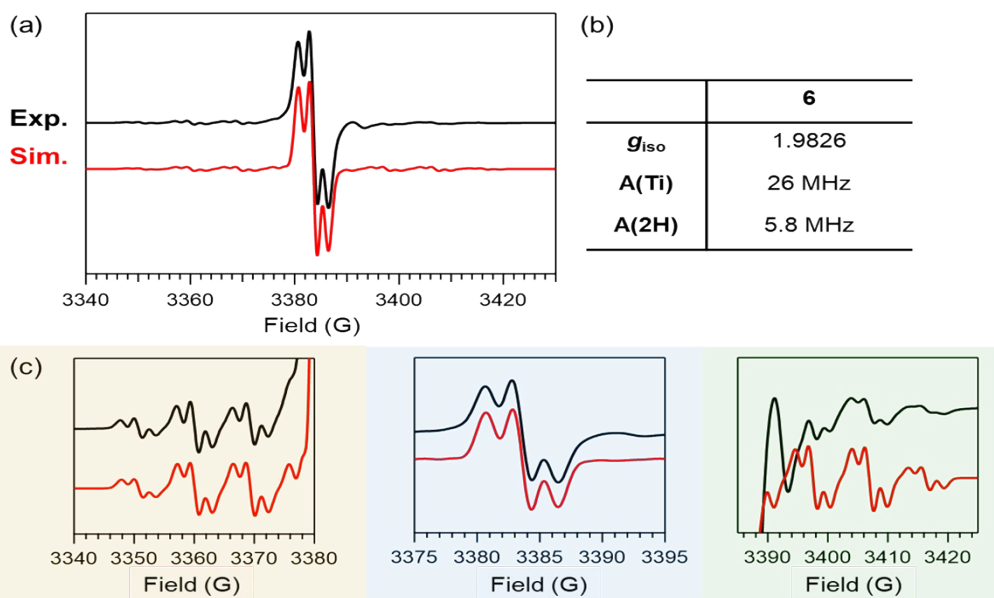 (a)
Exp.
Sim.
3340 3360 3380 3400 3420
Field (G)
(b)
6
giso 1.9826
A(Ti) 26 MHz
A(2H) 5.8 MHz
(c)
3340 3350 3360 3370 3380
Field (G)
3375 3380 3385 3390 3395
Field (G)
3390 3400 3410 3420
Field (G)